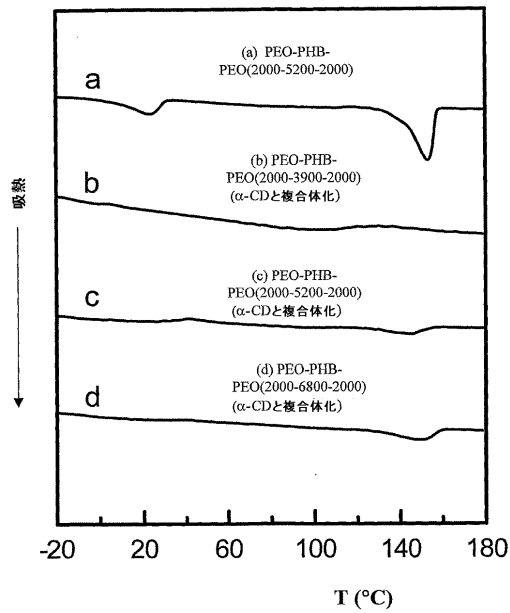 (a) PEO-PHB-
PEO(2000-5200-2000)
a
(b) PEO-PHB-
PEO(2000-3900-2000)
(α-CDと複合体化)
b
吸熱
(c) PEO-PHB-
PEO(2000-5200-2000)
(α-CDと複合体化)
c
(d) PEO-PHB-
PEO(2000-6800-2000)
(α-CDと複合体化)
d
-20 20 60 100 140 180
T (°C)